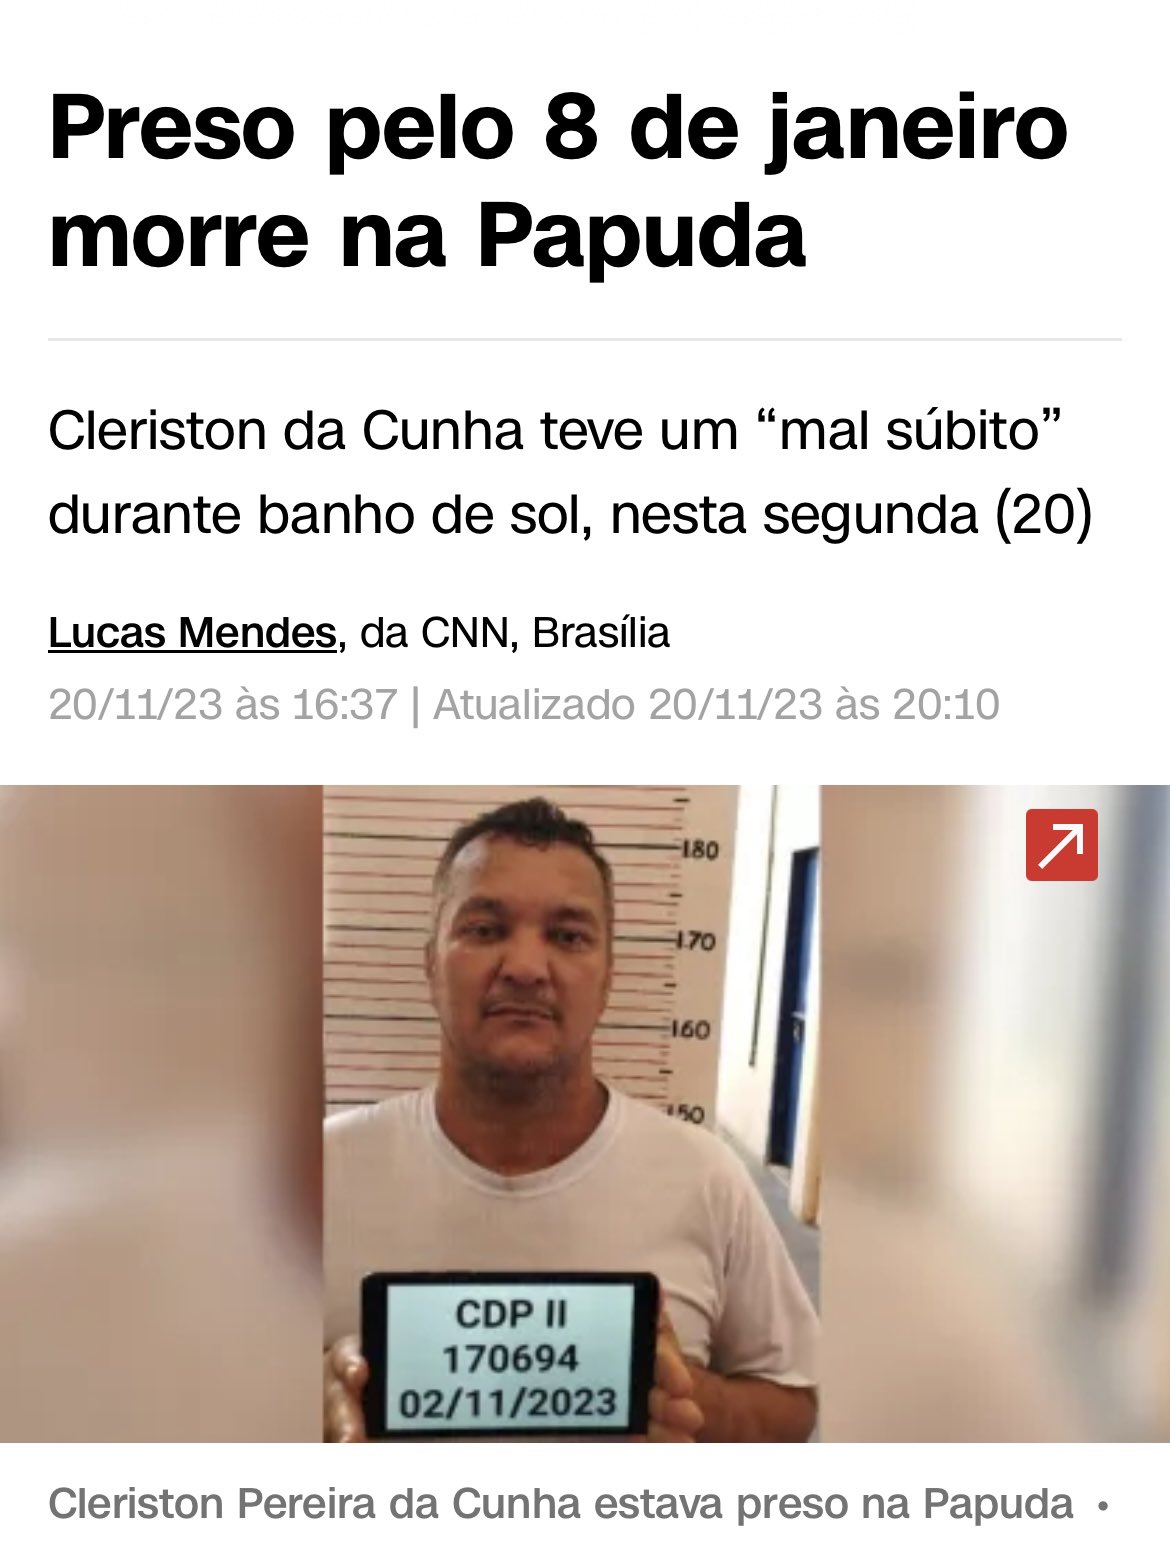 Preso pelo 8 de janeiro
morre na Papuda
Cleriston da Cunha teve um “mal súbito”
durante banho de sol, nesta segunda (20)
Lucas Mendes, da CNN, Brasília
20/11/23 às 16:37 | Atualizado 20/11/23 às 20:10
180
170
160
150
CDP II
170694
02/11/2023
Cleriston Pereira da Cunha estava preso na Papuda •